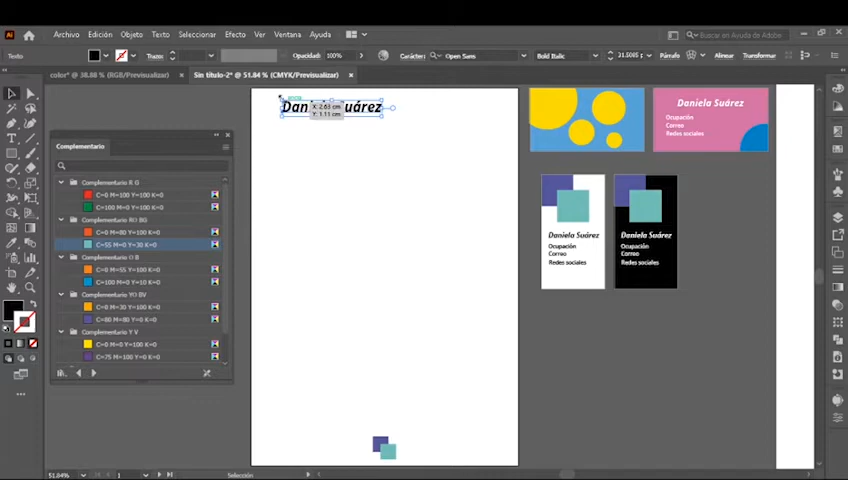 Ai
Archivo Edición Objeto Texto Seleccionar Efecto Ver Ventana Ayuda
Buscar en Ayuda de Adobe
Texto
Trazo:
Opacidad: 100%
Carácter: Open Sans
Bold Italic
Párrafo Alinear Transformar
color* @ 38.88 % (RGB/Previsualizar) ×
Sin título-2* @ 51.84 % (CMYK/Previsualizar) ×
Dan
uárez
X: 2.63 cm
Y: 1.11 cm
Complementario
Complementario R G
C=0 M=100 Y=100 K=0
C=100 M=0 Y=100 K=0
Complementario RO BG
C=0 M=80 Y=100 K=0
C=55 M=0 Y=30 K=0
Complementario O B
C=0 M=55 Y=100 K=0
C=100 M=0 Y=10 K=0
Complementario YO BV
C=0 M=30 Y=100 K=0
C=80 M=80 Y=0 K=0
Complementario Y V
C=0 M=0 Y=100 K=0
C=75 M=100 Y=0 K=0
Daniela Suárez
Ocupación
Correo
Redes sociales
Daniela Suárez
Ocupación
Correo
Redes sociales
Daniela Suárez
Ocupación
Correo
Redes sociales
51.84%
1
Selección